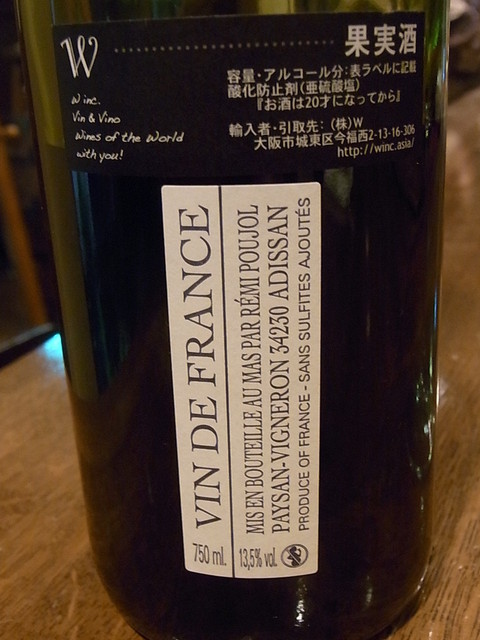 W
果実酒
容量・アルコール分：表ラベルに記載
酸化防止剤（亜硫酸塩）
『お酒は20才になってから』
輸入者・引取先：（株）W
大阪市城東区今福西2-13-16-306
http://winc.asia/
W inc.
Vin & Vino
Wines of the World
with you!
VIN DE FRANCE
MIS EN BOUTEILLE AU MAS PAR RÉMI POUJOL
PAYSAN-VIGNERON 34230 ADISSAN
PRODUCE OF FRANCE - SANS SULFITES AJOUTÉS
750 ml.
13,5% vol.